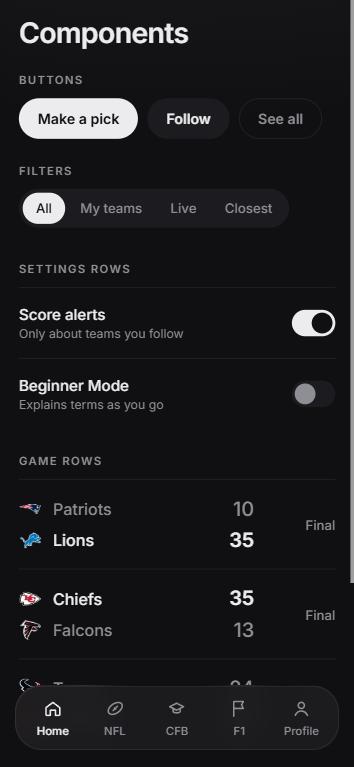 Components
BUTTONS
Make a pick Follow See all
FILTERS
All My teams Live Closest
SETTINGS ROWS
Score alerts
Only about teams you follow
Beginner Mode
Explains terms as you go
GAME ROWS
Patriots 10
Final
Lions 35
Chiefs 35
Final
Falcons 13
Home NFL CFB F1 Profile